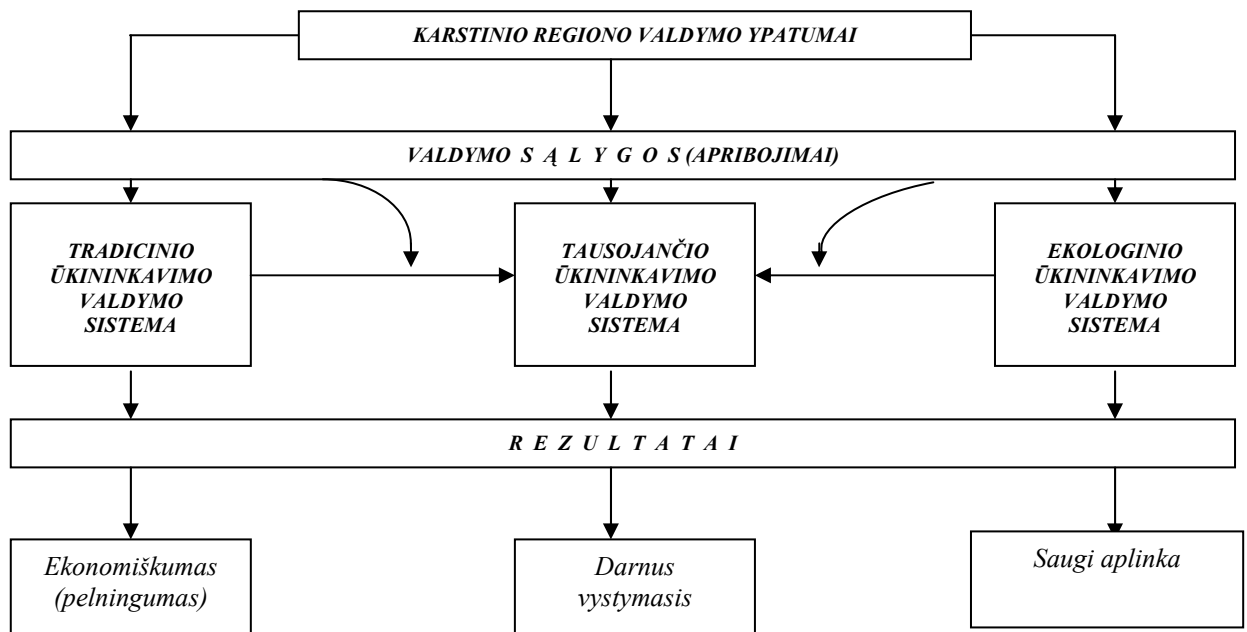 KARSTINIO REGIONO VALDYMO YPATUMAI
VALDYMO S Ą L Y G O S (APRIBOJIMAI)
TRADICINIO
ŪKININKAVIMO
VALDYMO
SISTEMA
TAUSOJANČIO
ŪKININKAVIMO
VALDYMO
SISTEMA
EKOLOGINIO
ŪKININKAVIMO
VALDYMO
SISTEMA
R E Z U L T A T A I
Ekonomiškumas
(pelningumas)
Darnus
vystymasis
Saugi aplinka